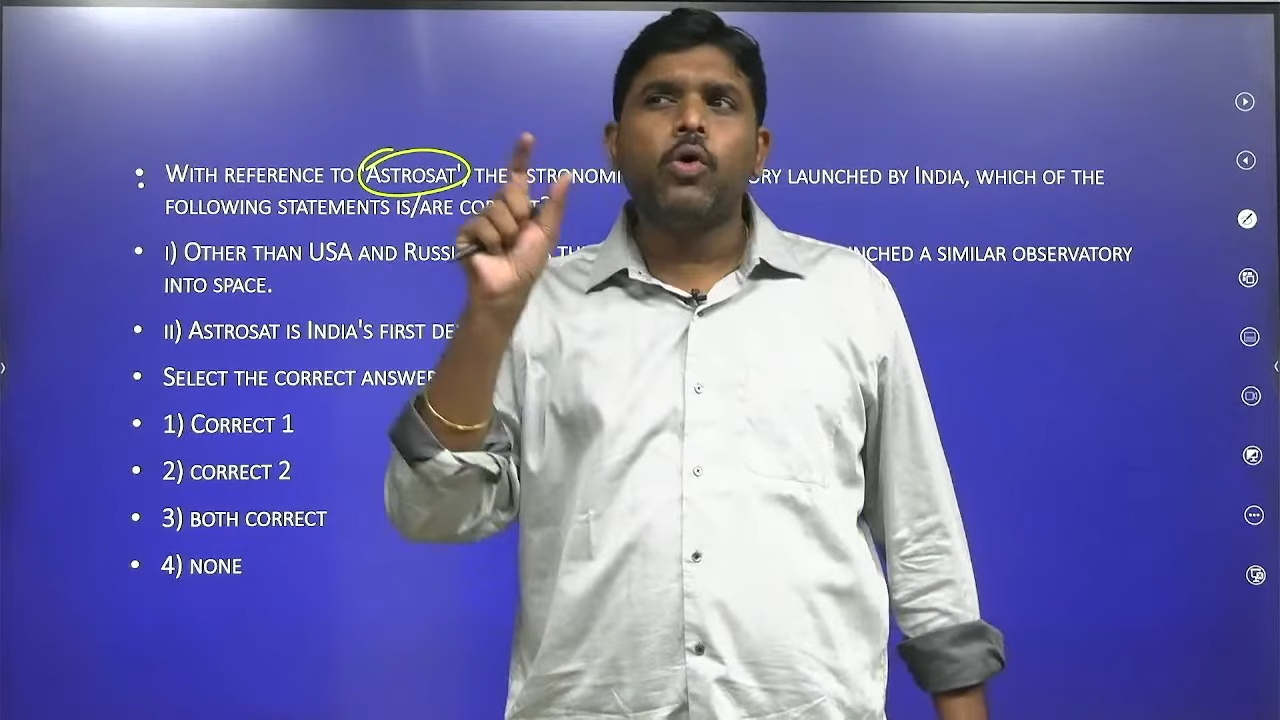 : With reference to 'Astrosat', the astronomi ry launched by India, which of the
following statements is/are co t?
• i) Other than USA and Russi nched a similar observatory
into space.
• ii) Astrosat is India's first de
• Select the correct answer
• 1) Correct 1
• 2) correct 2
• 3) both correct
• 4) none